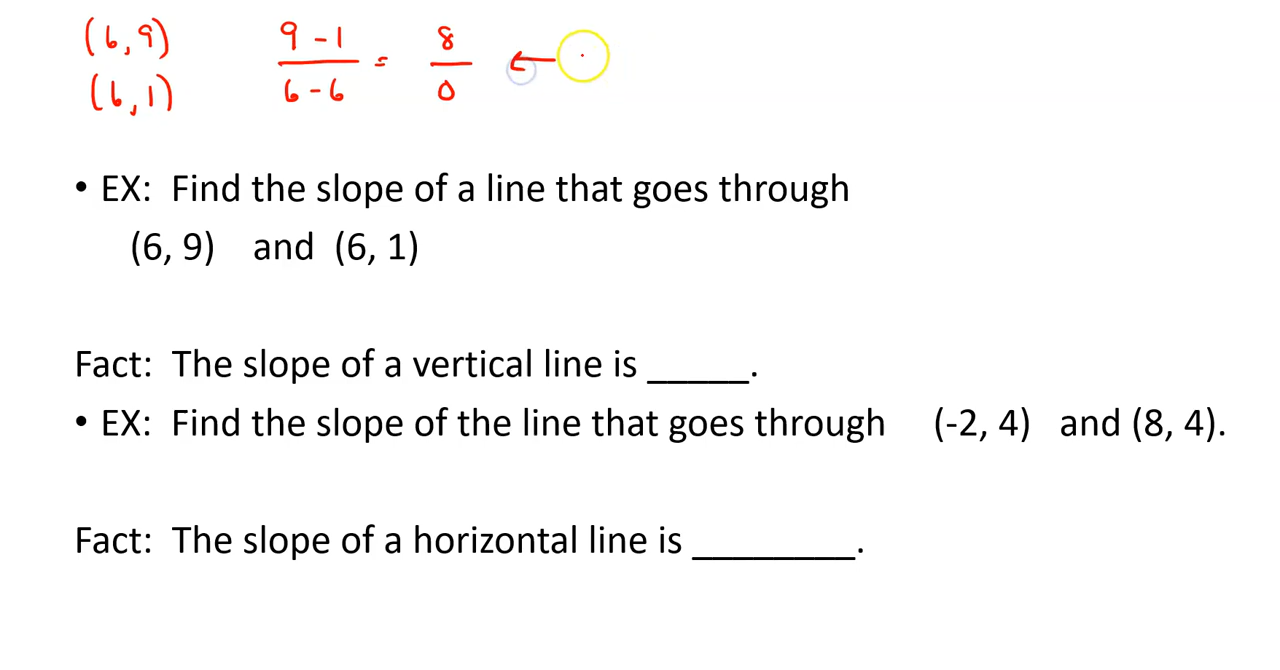 (6,9) 9 - 1 = 8 ←
(6,1) 6 - 6 0
• EX: Find the slope of a line that goes through
(6, 9) and (6, 1)
Fact: The slope of a vertical line is _____.
• EX: Find the slope of the line that goes through (-2, 4) and (8, 4).
Fact: The slope of a horizontal line is ________.